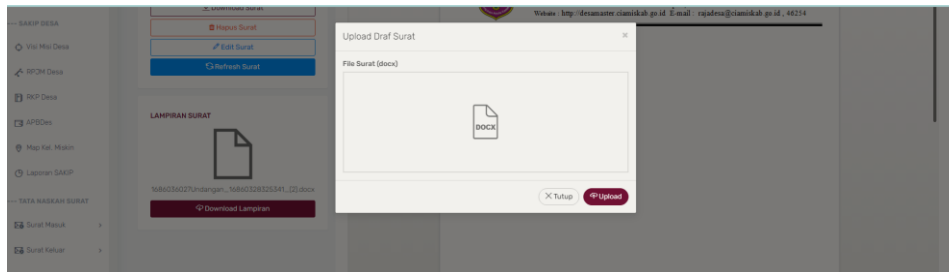 --- SAKIP DESA
Visi Misi Desa
RPJM Desa
RKP Desa
APBDes
Map Kel. Miskin
Laporan SAKIP
--- TATA NASKAH SURAT
Surat Masuk >
Surat Keluar >
Download Surat
Hapus Surat
Edit Surat
Refresh Surat
LAMPIRAN SURAT
1686036027Undangan_16860328325341_(2).docx
Download Lampiran
Website : http://desamaster.ciamiskab.go.id E-mail : rajadesa@ciamiskab.go.id , 46254
Upload Draf Surat ×
File Surat (docx)
DOCX
× Tutup
Upload